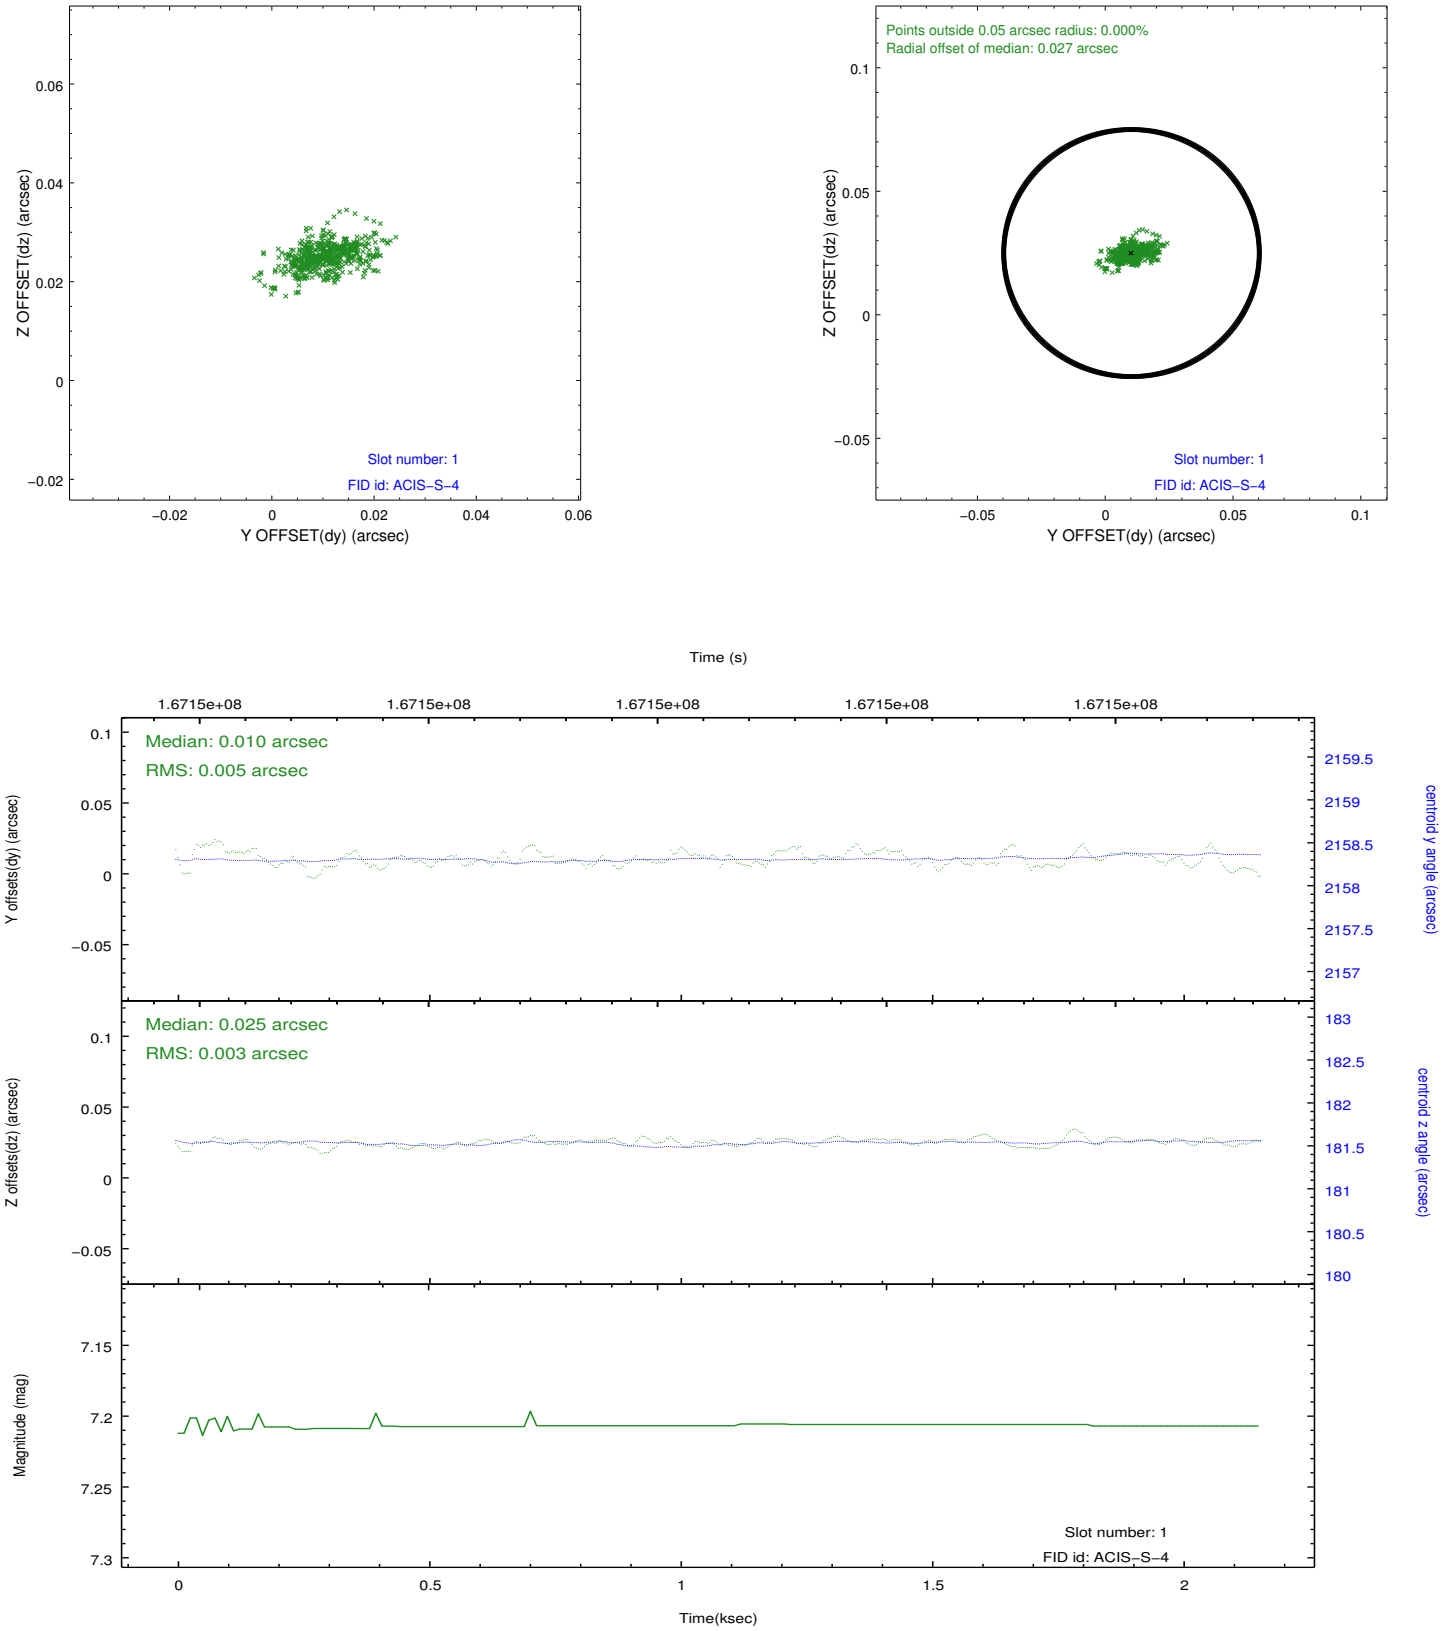 0.06
0.04
0.02
0
−0.02
Z OFFSET(dz) (arcsec)
Slot number: 1
FID id: ACIS−S−4
−0.02 0 0.02 0.04 0.06
Y OFFSET(dy) (arcsec)
Points outside 0.05 arcsec radius: 0.000%
Radial offset of median: 0.027 arcsec
0.1
0.05
0
−0.05
Z OFFSET(dz) (arcsec)
Slot number: 1
FID id: ACIS−S−4
−0.05 0 0.05 0.1
Y OFFSET(dy) (arcsec)
Time (s)
1.6715e+08 1.6715e+08 1.6715e+08 1.6715e+08 1.6715e+08
Median: 0.010 arcsec
RMS: 0.005 arcsec
0.1
0.05
0
−0.05
Y offsets(dy) (arcsec)
2159.5
2159
2158.5
2158
2157.5
2157
centroid y angle (arcsec)
Median: 0.025 arcsec
RMS: 0.003 arcsec
0.1
0.05
0
−0.05
Z offsets(dz) (arcsec)
183
182.5
182
181.5
181
180.5
180
centroid z angle (arcsec)
7.15
7.2
7.25
7.3
Magnitude (mag)
Slot number: 1
FID id: ACIS−S−4
0 0.5 1 1.5 2
Time(ksec)